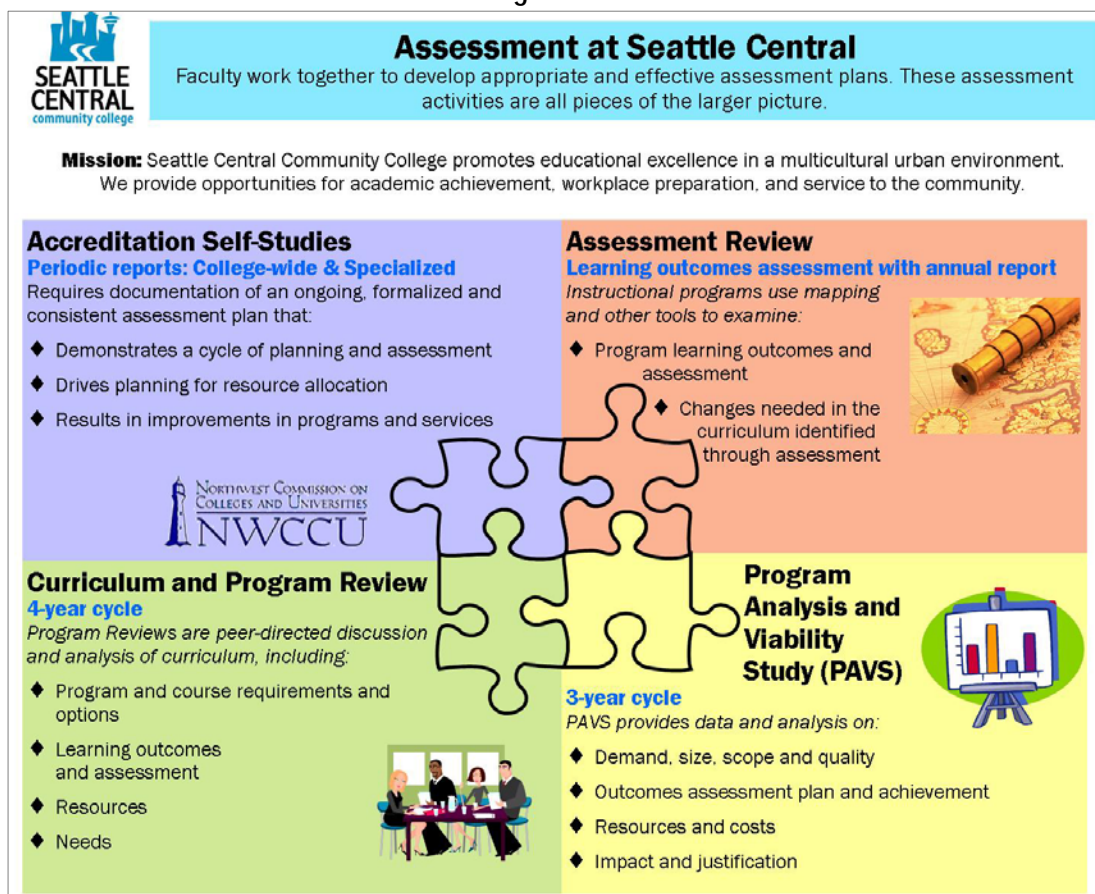 SEATTLE
CENTRAL
community college
Assessment at Seattle Central
Faculty work together to develop appropriate and effective assessment plans. These assessment
activities are all pieces of the larger picture.
Mission: Seattle Central Community College promotes educational excellence in a multicultural urban environment.
We provide opportunities for academic achievement, workplace preparation, and service to the community.
Accreditation Self-Studies
Periodic reports: College-wide & Specialized
Requires documentation of an ongoing, formalized and
consistent assessment plan that:
♦ Demonstrates a cycle of planning and assessment
♦ Drives planning for resource allocation
♦ Results in improvements in programs and services
NORTHWEST COMMISSION ON
COLLEGES AND UNIVERSITIES
NWCCU
Assessment Review
Learning outcomes assessment with annual report
Instructional programs use mapping
and other tools to examine:
♦ Program learning outcomes and
assessment
♦ Changes needed in the
curriculum identified
through assessment
Curriculum and Program Review
4-year cycle
Program Reviews are peer-directed discussion
and analysis of curriculum, including:
♦ Program and course requirements and
options
♦ Learning outcomes
and assessment
♦ Resources
♦ Needs
Program
Analysis and
Viability
Study (PAVS)
3-year cycle
PAVS provides data and analysis on:
♦ Demand, size, scope and quality
♦ Outcomes assessment plan and achievement
♦ Resources and costs
♦ Impact and justification